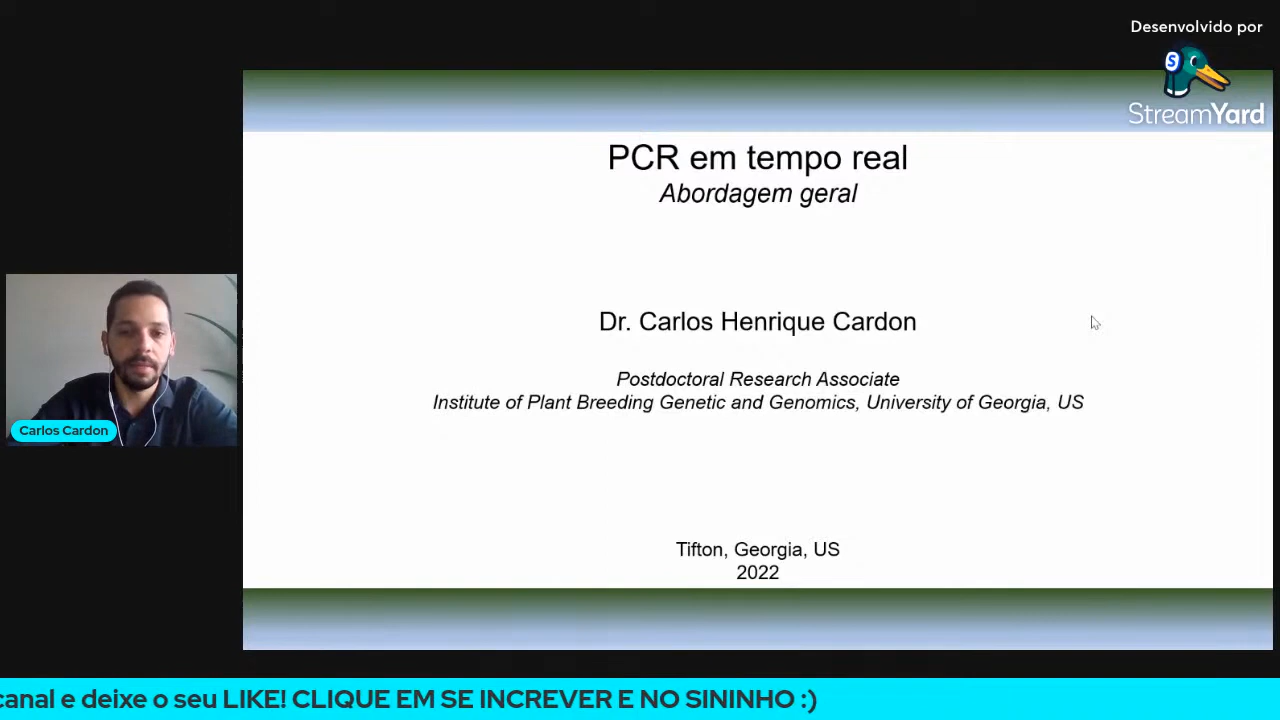 Desenvolvido por
S
StreamYard
PCR em tempo real
Abordagem geral
Dr. Carlos Henrique Cardon
Postdoctoral Research Associate
Institute of Plant Breeding Genetic and Genomics, University of Georgia, US
Carlos Cardon
Tifton, Georgia, US
2022
canal e deixe o seu LIKE! CLIQUE EM SE INCREVER E NO SININHO :)